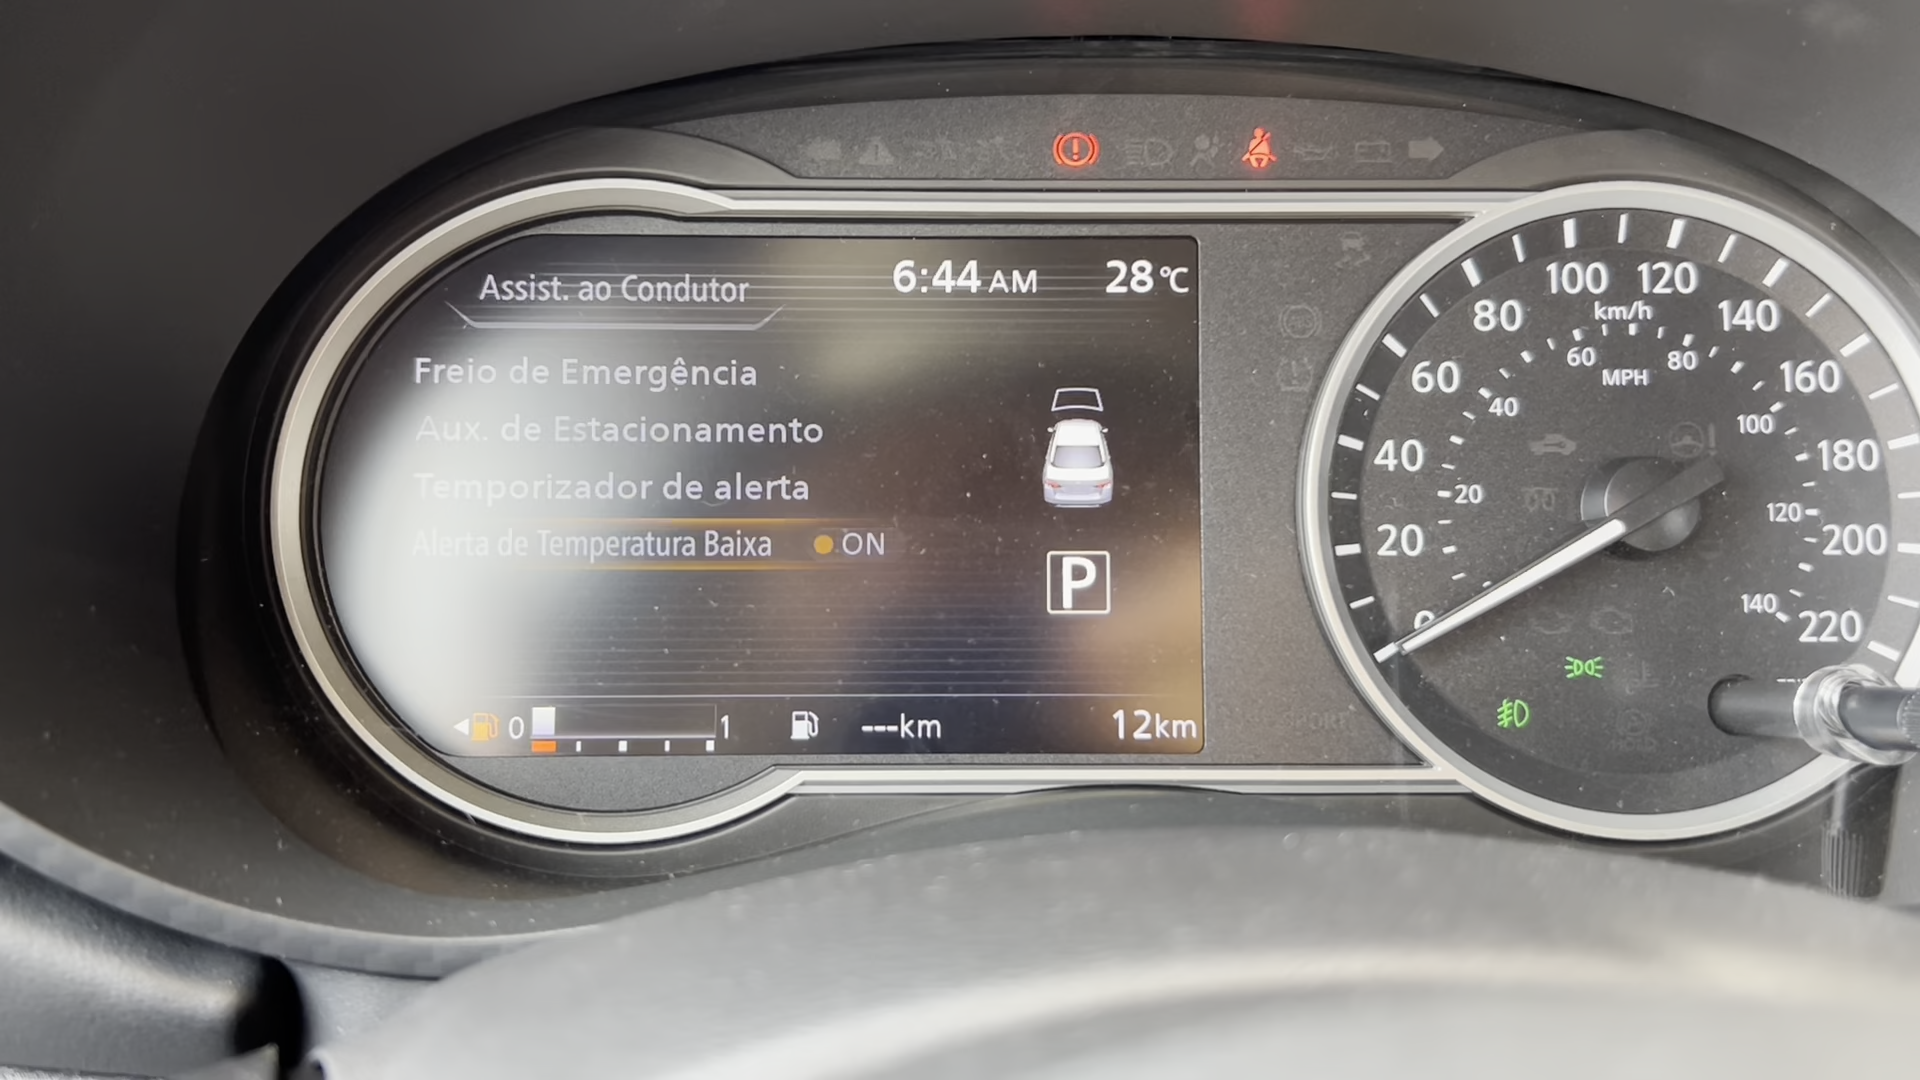 Assist. ao Condutor
6:44 AM
28 °C
Freio de Emergência
Aux. de Estacionamento
Temporizador de alerta
Alerta de Temperatura Baixa ON
P
0 1
---km
12km
0 20 40 60 80 100 120 140 160 180 200 220
km/h
20 40 60 80 100 120 140
MPH
SPORT